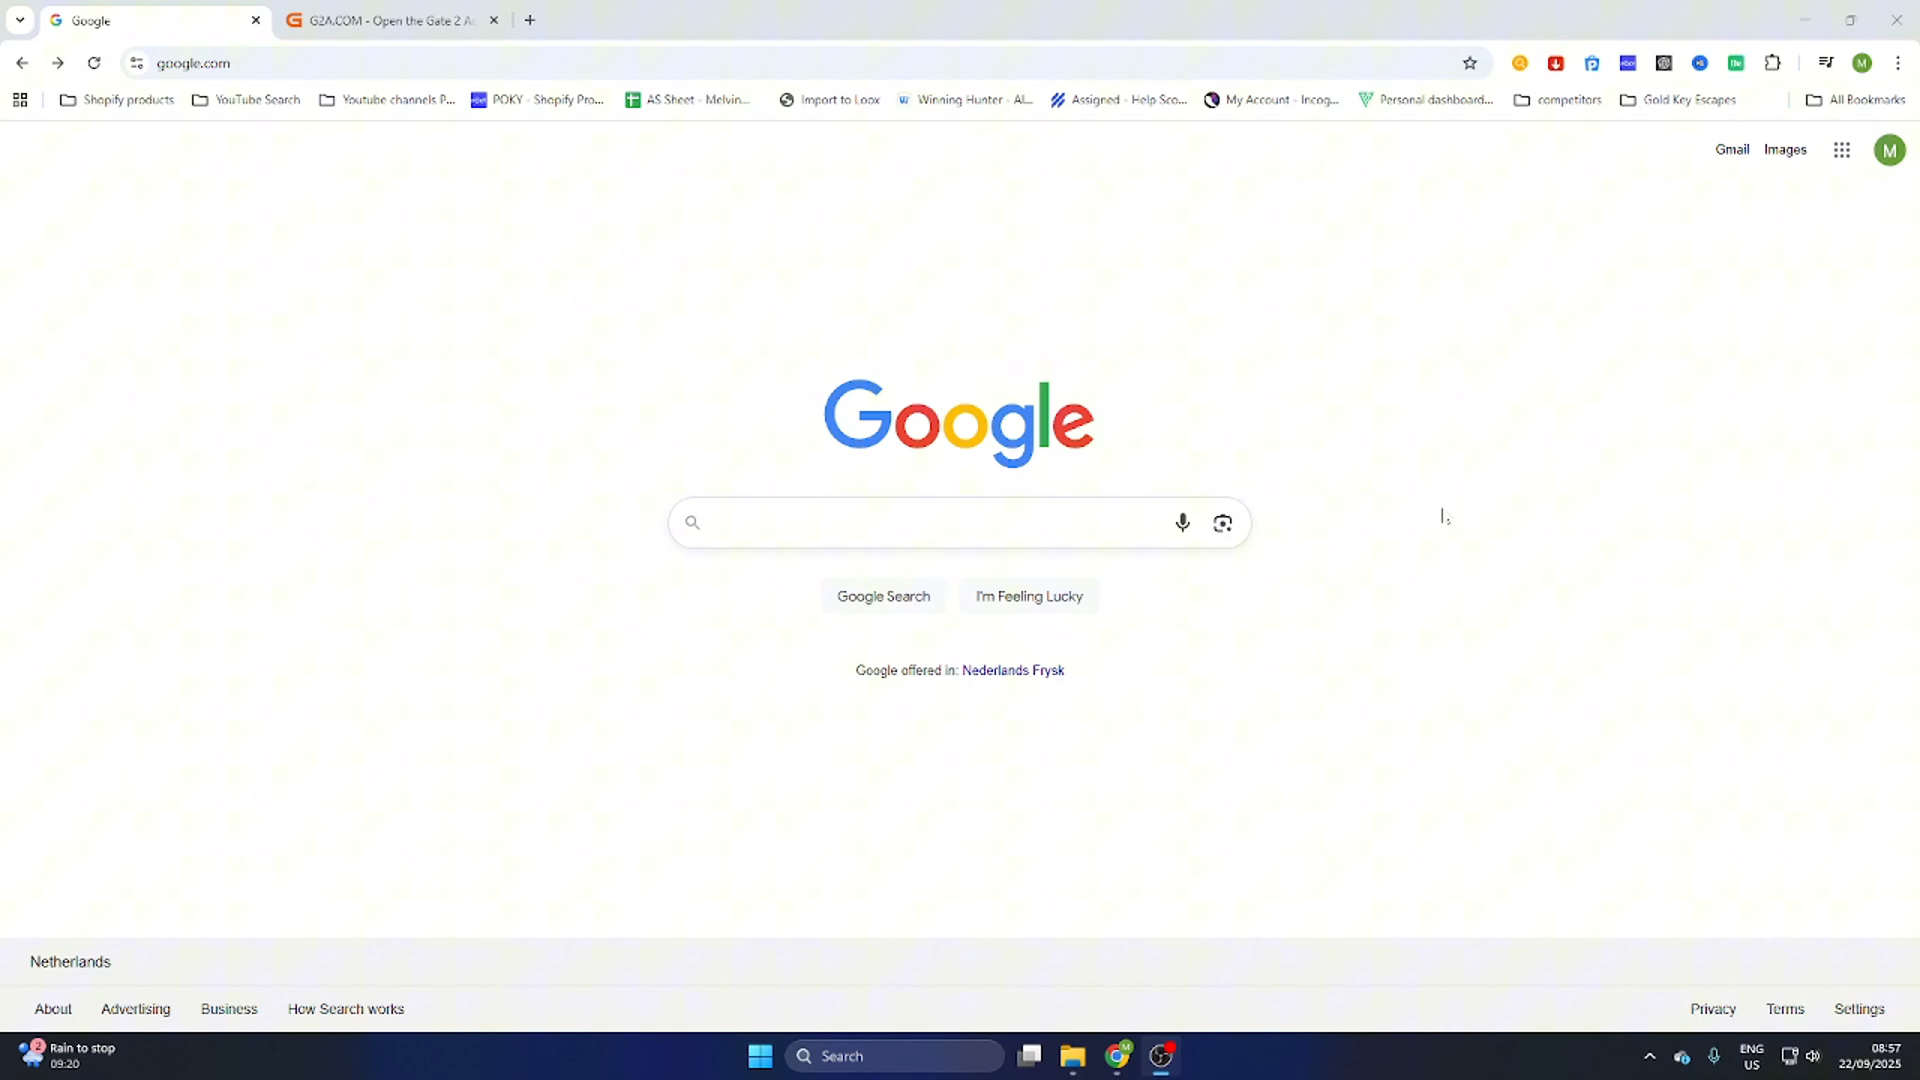 Google
G2A.COM - Open the Gate 2 Ac
google.com
Shopify products
YouTube Search
Youtube channels P...
POKY - Shopify Pro...
AS Sheet - Melvin...
Import to Loox
Winning Hunter - AI...
Assigned - Help Sco...
My Account - Incog...
Personal dashboard...
competitors
Gold Key Escapes
All Bookmarks
Gmail Images
M
Google
Google Search I'm Feeling Lucky
Google offered in: Nederlands Frysk
Netherlands
About Advertising Business How Search works
Privacy Terms Settings
2
Rain to stop
09:20
Search
ENG
US
08:57
22/09/2025